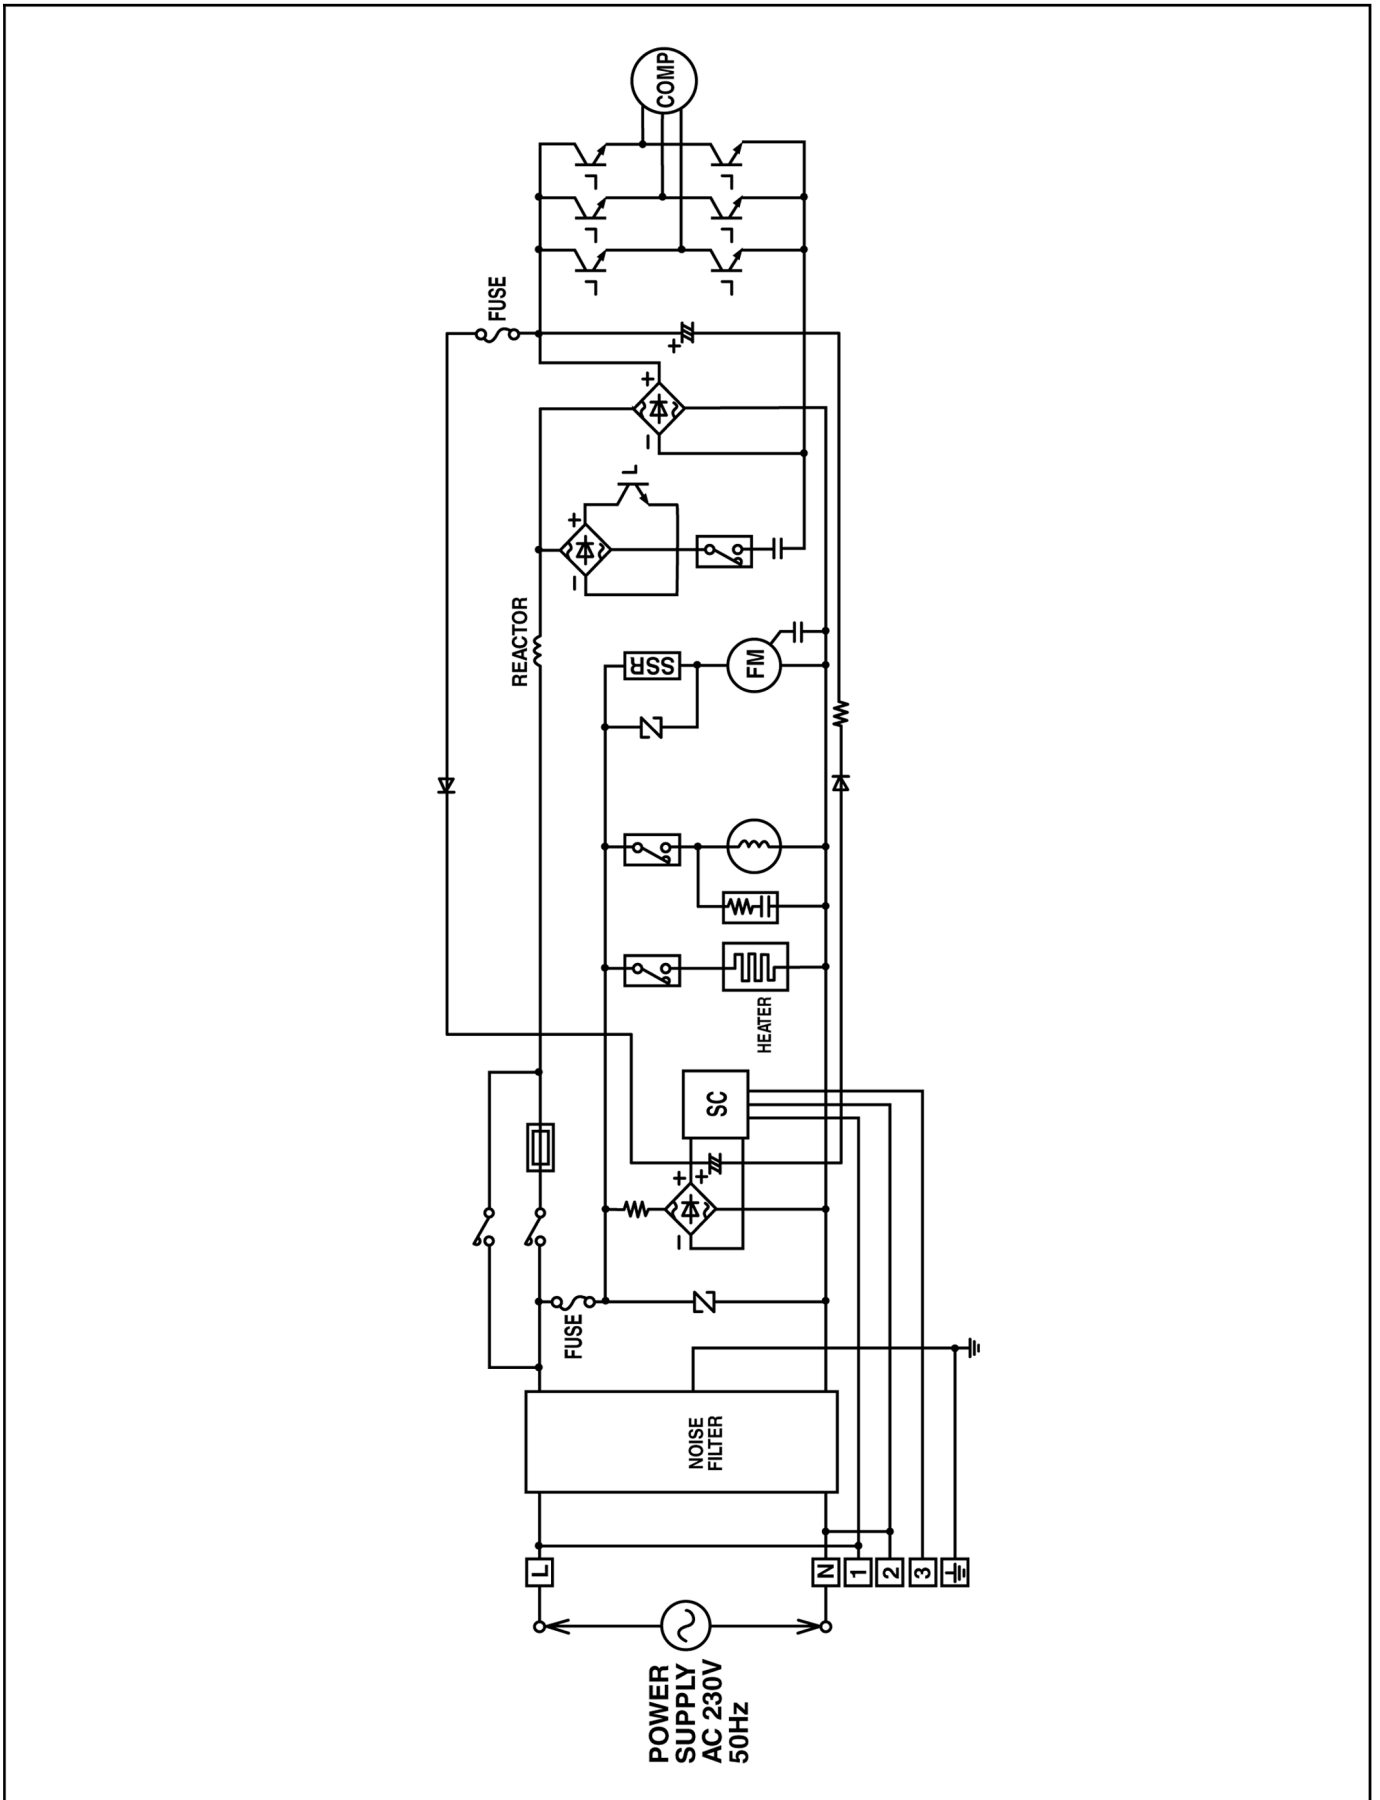 POWER
SUPPLY
AC 230V
50Hz
L
N
1
2
3
NOISE
FILTER
FUSE
+
+
−
SC
HEATER
SSR
FM
REACTOR
+
−
+
−
+
FUSE
COMP